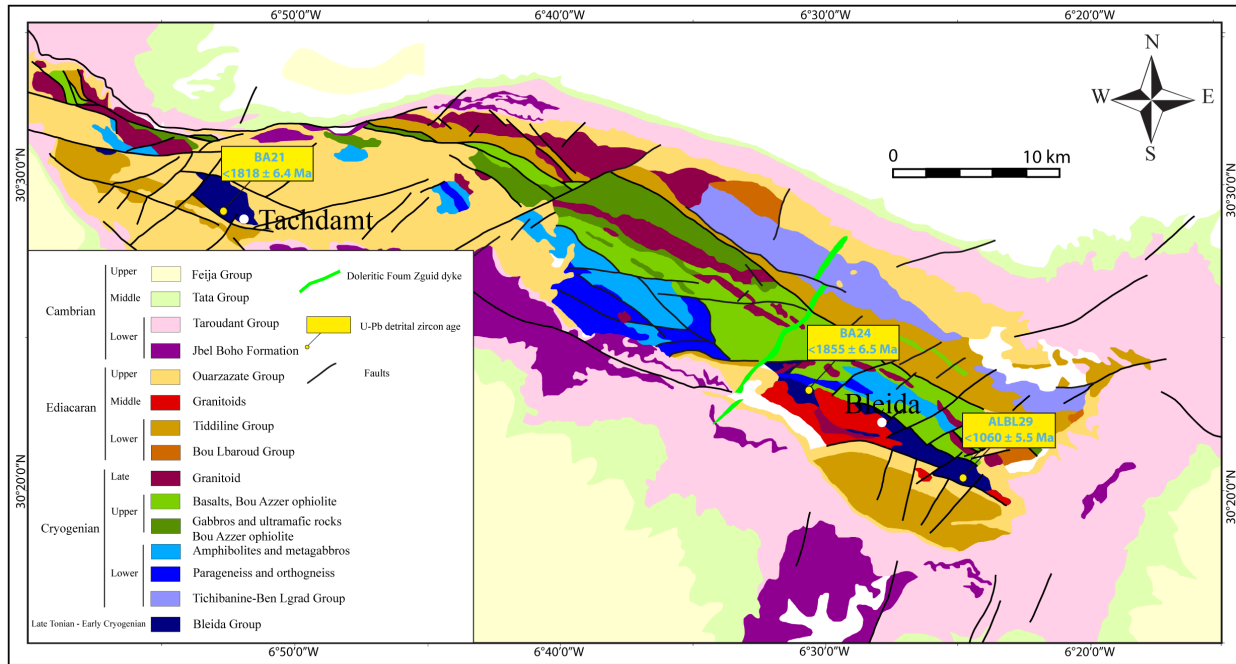 6°50'0"W
6°40'0"W
6°30'0"W
6°20'0"W
N
W
E
S
0
10 km
30°30'0"N
30°30'0"N
30°20'0"N
30°20'0"N
BA21
<1818 ± 6.4 Ma
Tachdamt
BA24
<1855 ± 6.5 Ma
Bleida
ALBL29
<1060 ± 5.5 Ma
Cambrian
Upper
Feija Group
Middle
Tata Group
Lower
Taroudant Group
Jbel Boho Formation
Ediacaran
Upper
Ouarzazate Group
Middle
Granitoids
Lower
Tiddiline Group
Bou Lbaroud Group
Cryogenian
Late
Granitoid
Upper
Basalts, Bou Azzer ophiolite
Gabbros and ultramafic rocks
Bou Azzer ophiolite
Lower
Amphibolites and metagabbros
Parageneiss and orthogneiss
Tichibanine-Ben Lgrad Group
Late Tonian - Early Cryogenian
Bleida Group
Doleritic Foum Zguid dyke
U-Pb detrital zircon age
Faults
6°50'0"W
6°40'0"W
6°30'0"W
6°20'0"W